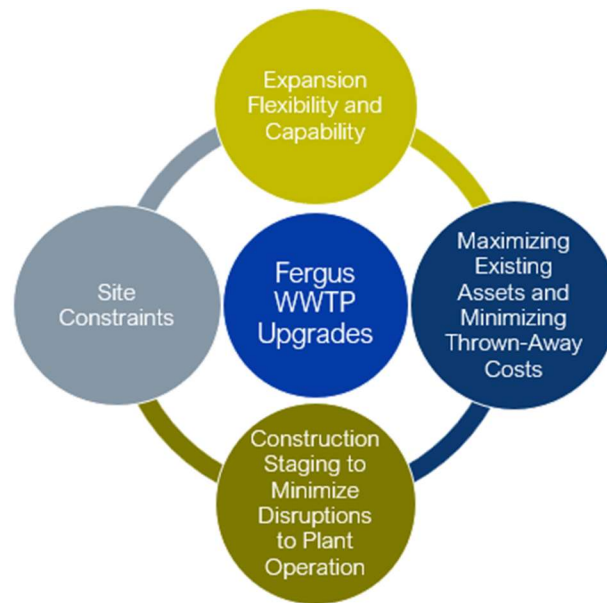 Expansion
Flexibility and
Capability
Maximizing
Existing
Assets and
Minimizing
Thrown-Away
Costs
Fergus
WWTP
Upgrades
Site
Constraints
Construction
Staging to
Minimize
Disruptions
to Plant
Operation